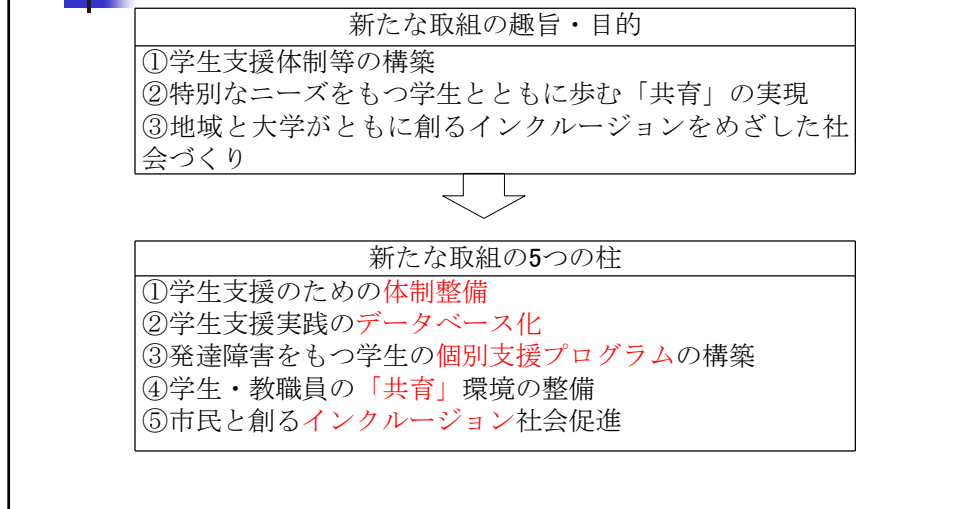 新たな取組の趣旨・目的
①学生支援体制等の構築
②特別なニーズをもつ学生とともに歩む「共育」の実現
③地域と大学がともに創るインクルージョンをめざした社
会づくり
新たな取組の5つの柱
①学生支援のための体制整備
②学生支援実践のデータベース化
③発達障害をもつ学生の個別支援プログラムの構築
④学生・教職員の「共育」環境の整備
⑤市民と創るインクルージョン社会促進